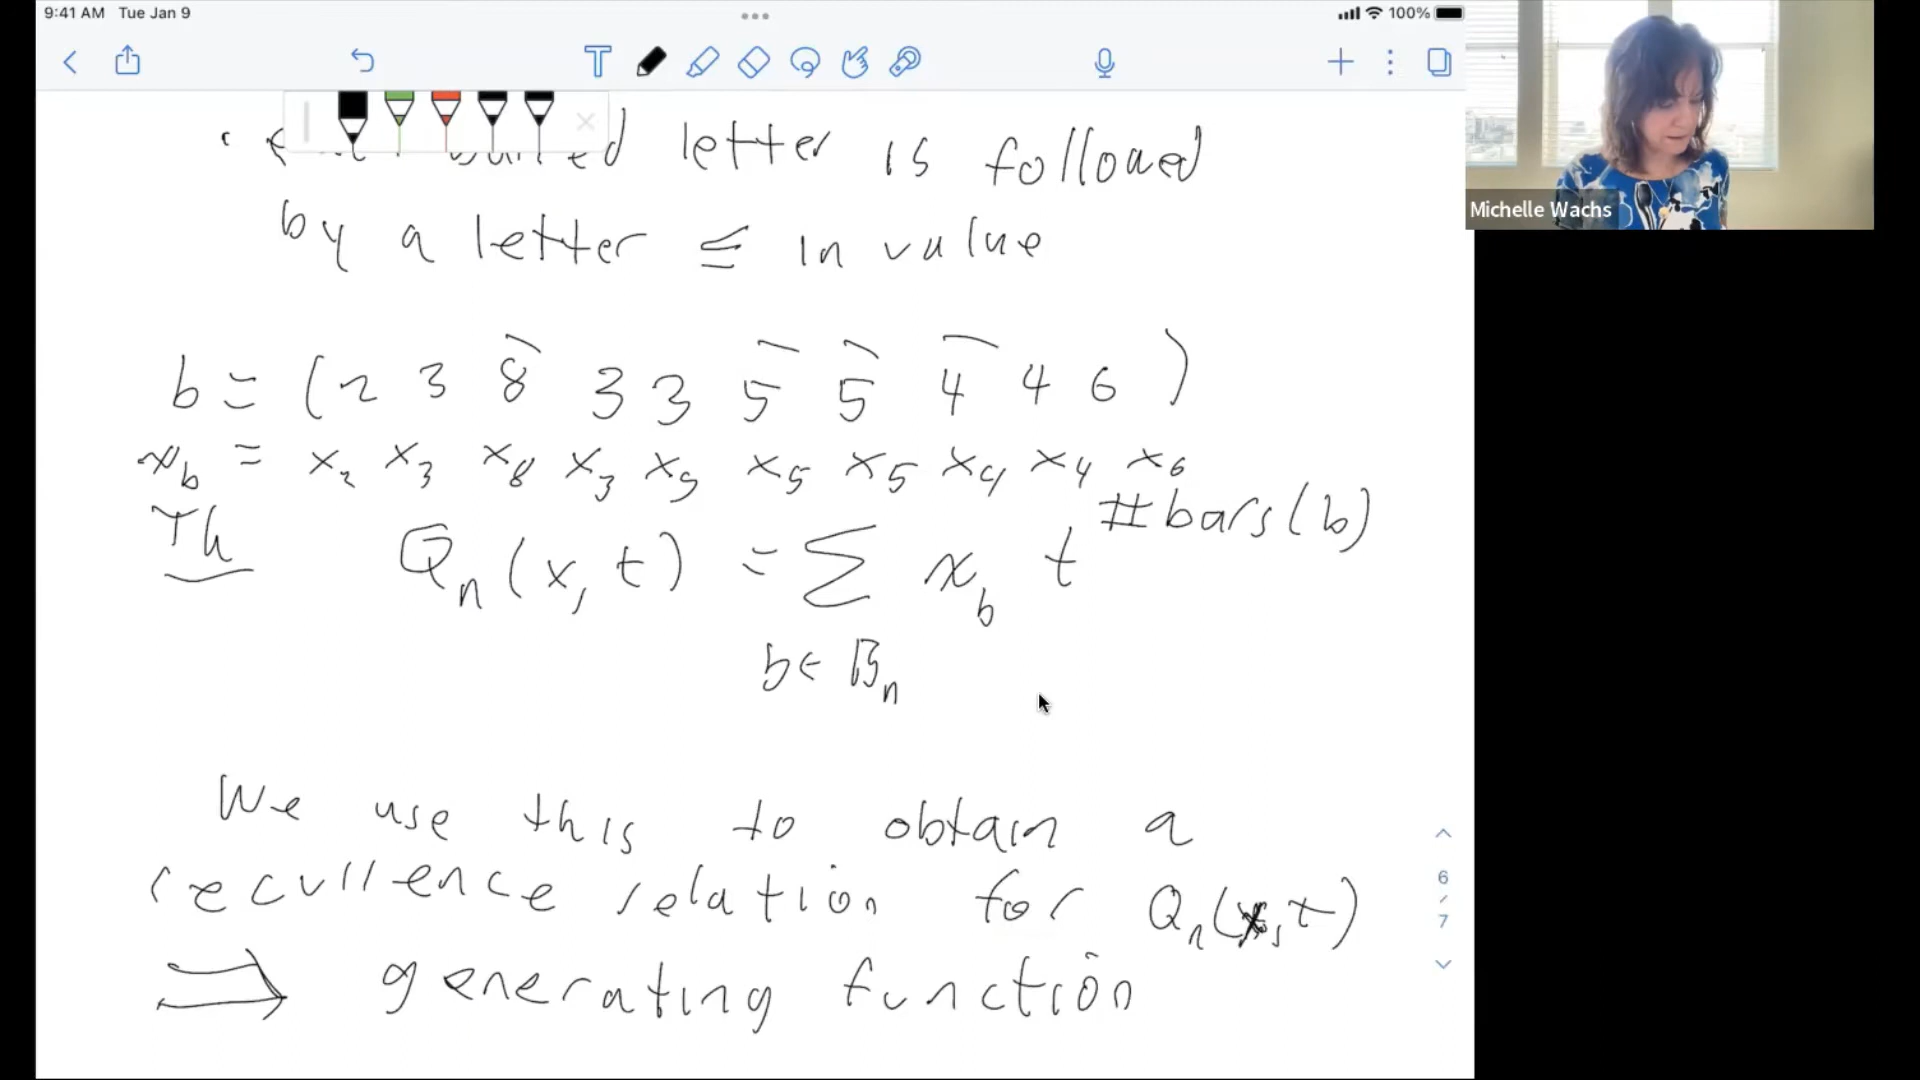 9:41 AM Tue Jan 9
100%
Michelle Wachs
letter is followed
by a letter ≤ in value
b = (2 3 8̄ 3 3 5̄ 5̄ 4̄ 4 6)
x_b = x_2 x_3 x_8 x_3 x_3 x_5 x_5 x_4 x_4 x_6
Th Q_n(x,t) = ∑ x_b t^{#bars(b)}
b∈B_n
We use this to obtain a
recurrence relation for Q_n(x,t)
⇒ generating function
6
/
7